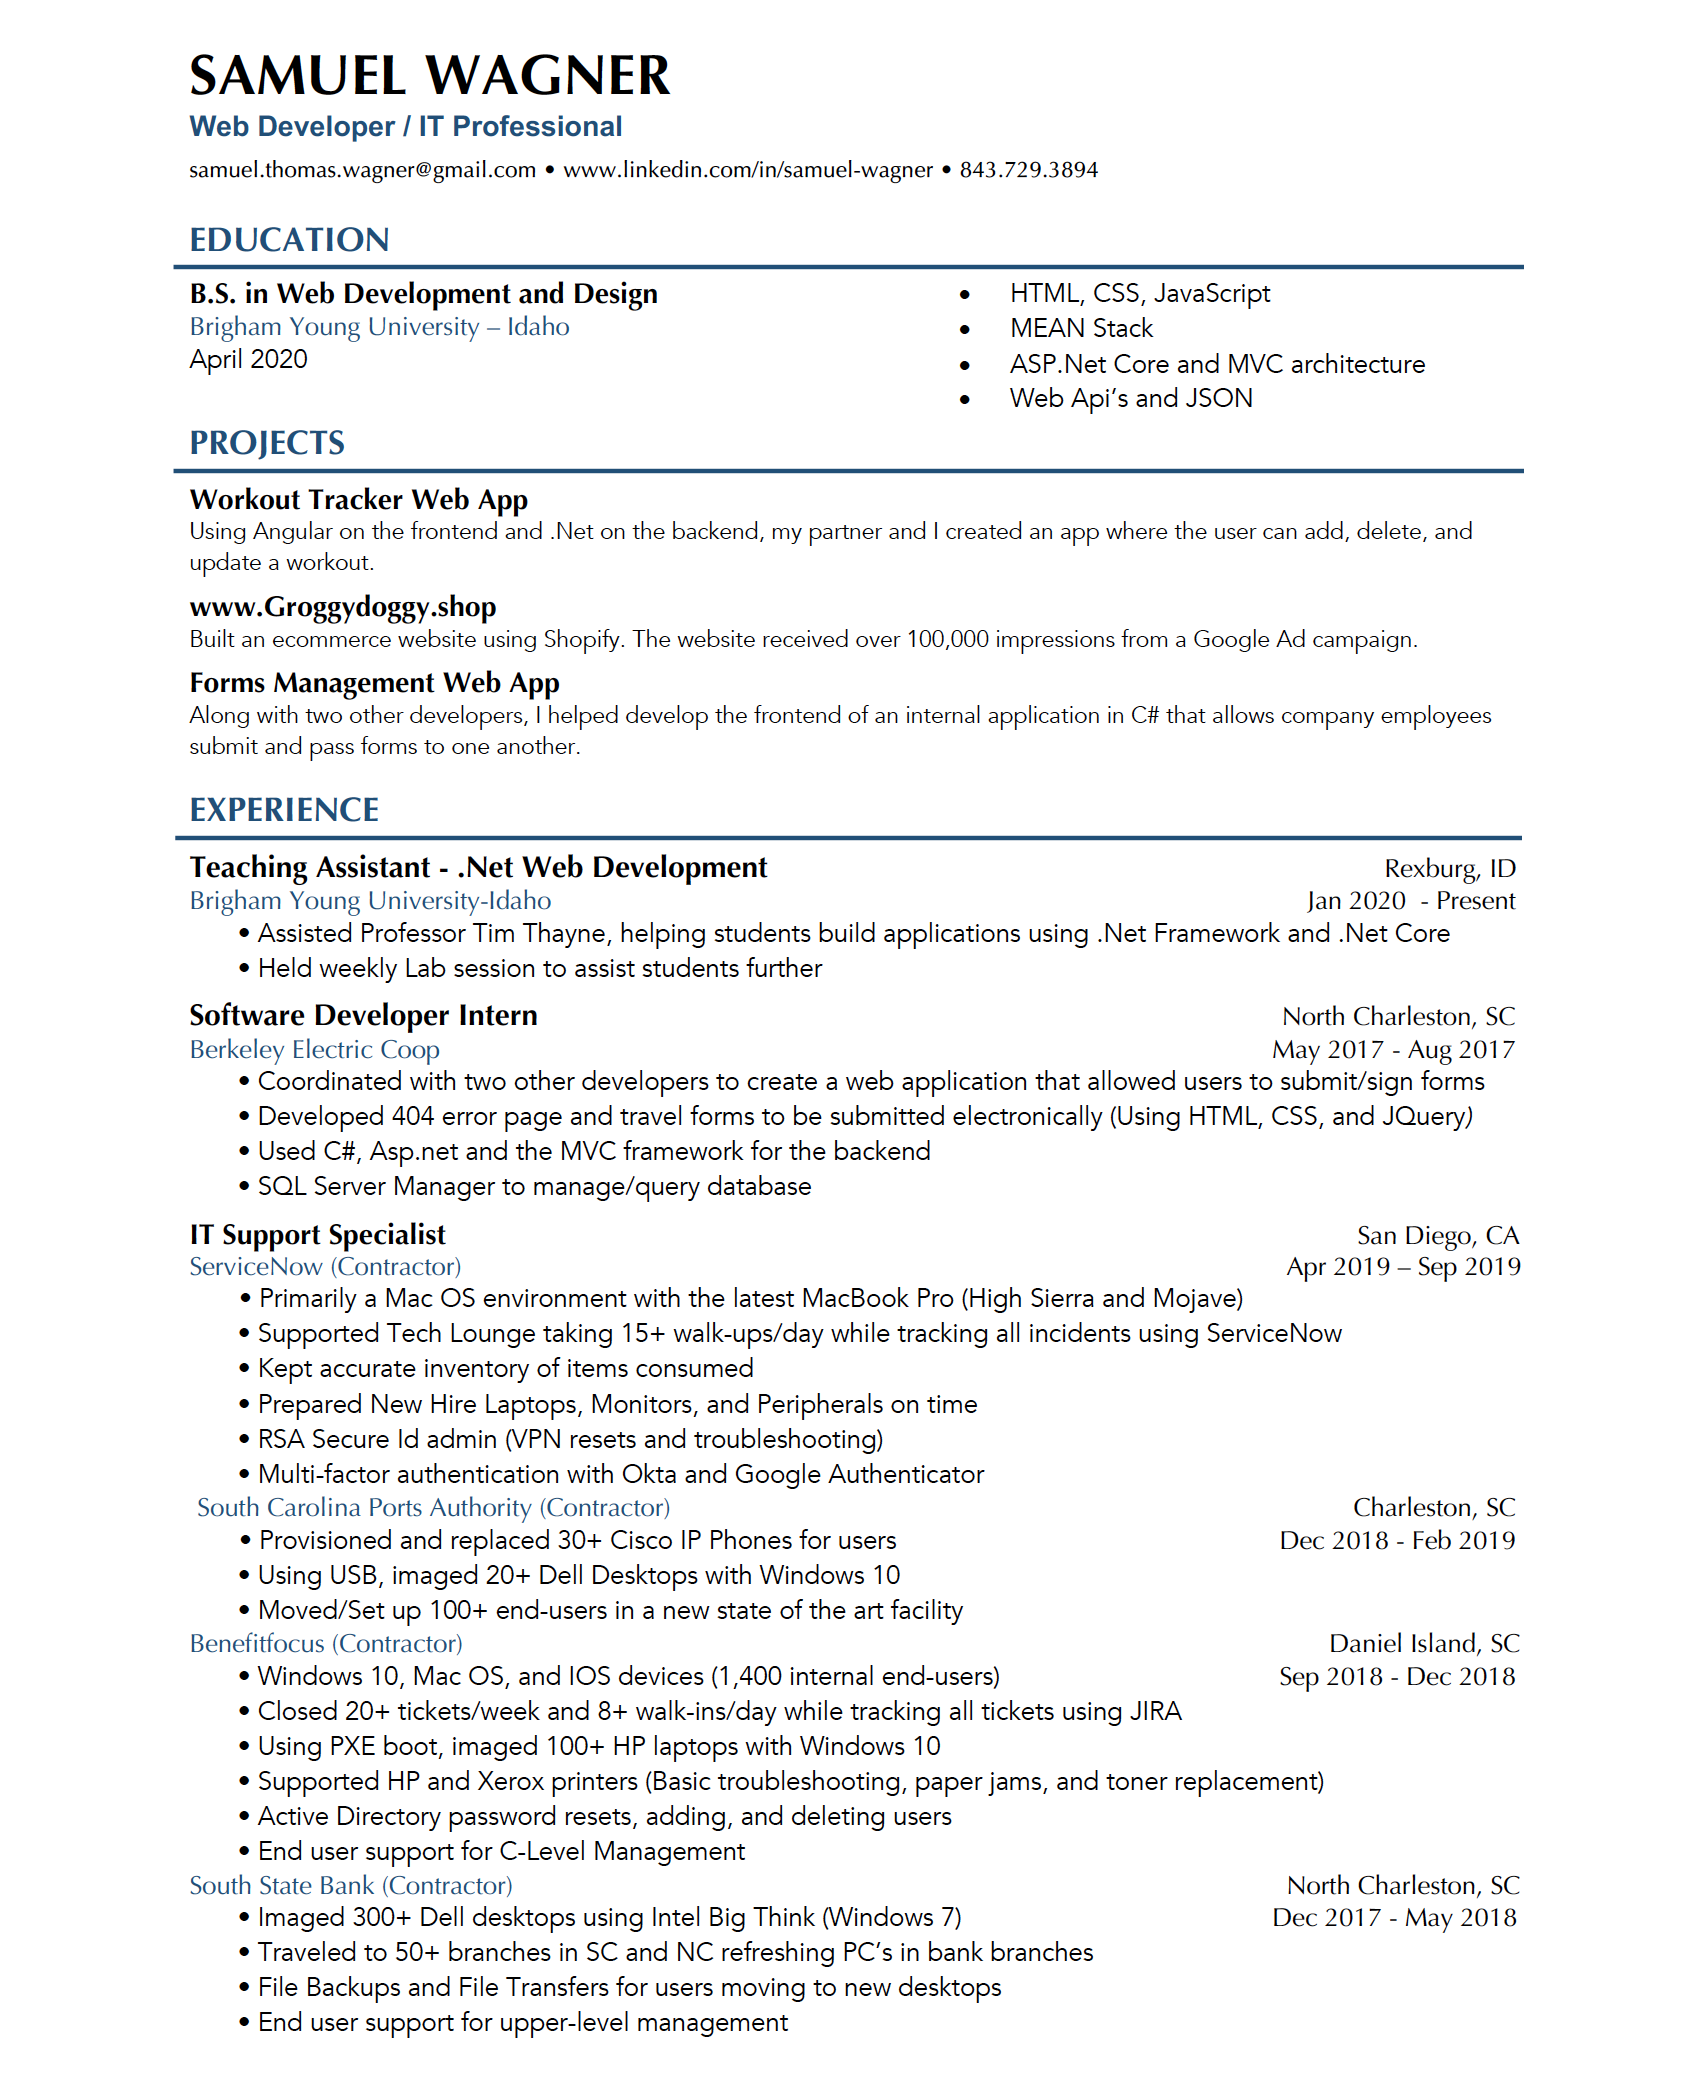 SAMUEL WAGNER
Web Developer / IT Professional
samuel.thomas.wagner@gmail.com • www.linkedin.com/in/samuel-wagner • 843.729.3894
EDUCATION
B.S. in Web Development and Design
Brigham Young University – Idaho
April 2020
• HTML, CSS, JavaScript
• MEAN Stack
• ASP.Net Core and MVC architecture
• Web Api's and JSON
PROJECTS
Workout Tracker Web App
Using Angular on the frontend and .Net on the backend, my partner and I created an app where the user can add, delete, and
update a workout.
www.Groggydoggy.shop
Built an ecommerce website using Shopify. The website received over 100,000 impressions from a Google Ad campaign.
Forms Management Web App
Along with two other developers, I helped develop the frontend of an internal application in C# that allows company employees
submit and pass forms to one another.
EXPERIENCE
Teaching Assistant - .Net Web Development Rexburg, ID
Brigham Young University-Idaho Jan 2020 - Present
• Assisted Professor Tim Thayne, helping students build applications using .Net Framework and .Net Core
• Held weekly Lab session to assist students further
Software Developer Intern North Charleston, SC
Berkeley Electric Coop May 2017 - Aug 2017
• Coordinated with two other developers to create a web application that allowed users to submit/sign forms
• Developed 404 error page and travel forms to be submitted electronically (Using HTML, CSS, and JQuery)
• Used C#, Asp.net and the MVC framework for the backend
• SQL Server Manager to manage/query database
IT Support Specialist San Diego, CA
ServiceNow (Contractor) Apr 2019 – Sep 2019
• Primarily a Mac OS environment with the latest MacBook Pro (High Sierra and Mojave)
• Supported Tech Lounge taking 15+ walk-ups/day while tracking all incidents using ServiceNow
• Kept accurate inventory of items consumed
• Prepared New Hire Laptops, Monitors, and Peripherals on time
• RSA Secure Id admin (VPN resets and troubleshooting)
• Multi-factor authentication with Okta and Google Authenticator
South Carolina Ports Authority (Contractor) Charleston, SC
• Provisioned and replaced 30+ Cisco IP Phones for users Dec 2018 - Feb 2019
• Using USB, imaged 20+ Dell Desktops with Windows 10
• Moved/Set up 100+ end-users in a new state of the art facility
Benefitfocus (Contractor) Daniel Island, SC
• Windows 10, Mac OS, and IOS devices (1,400 internal end-users) Sep 2018 - Dec 2018
• Closed 20+ tickets/week and 8+ walk-ins/day while tracking all tickets using JIRA
• Using PXE boot, imaged 100+ HP laptops with Windows 10
• Supported HP and Xerox printers (Basic troubleshooting, paper jams, and toner replacement)
• Active Directory password resets, adding, and deleting users
• End user support for C-Level Management
South State Bank (Contractor) North Charleston, SC
• Imaged 300+ Dell desktops using Intel Big Think (Windows 7) Dec 2017 - May 2018
• Traveled to 50+ branches in SC and NC refreshing PC's in bank branches
• File Backups and File Transfers for users moving to new desktops
• End user support for upper-level management